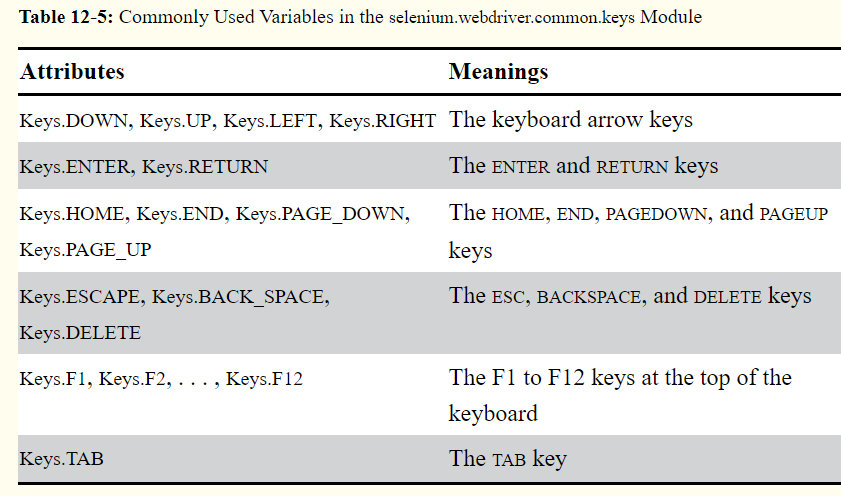 Table 12-5: Commonly Used Variables in the selenium.webdriver.common.keys Module
Attributes Meanings
Keys.DOWN, Keys.UP, Keys.LEFT, Keys.RIGHT The keyboard arrow keys
Keys.ENTER, Keys.RETURN The ENTER and RETURN keys
Keys.HOME, Keys.END, Keys.PAGE_DOWN, The HOME, END, PAGEDOWN, and PAGEUP
Keys.PAGE_UP keys
Keys.ESCAPE, Keys.BACK_SPACE, The ESC, BACKSPACE, and DELETE keys
Keys.DELETE
Keys.F1, Keys.F2, . . . , Keys.F12 The F1 to F12 keys at the top of the
keyboard
Keys.TAB The TAB key